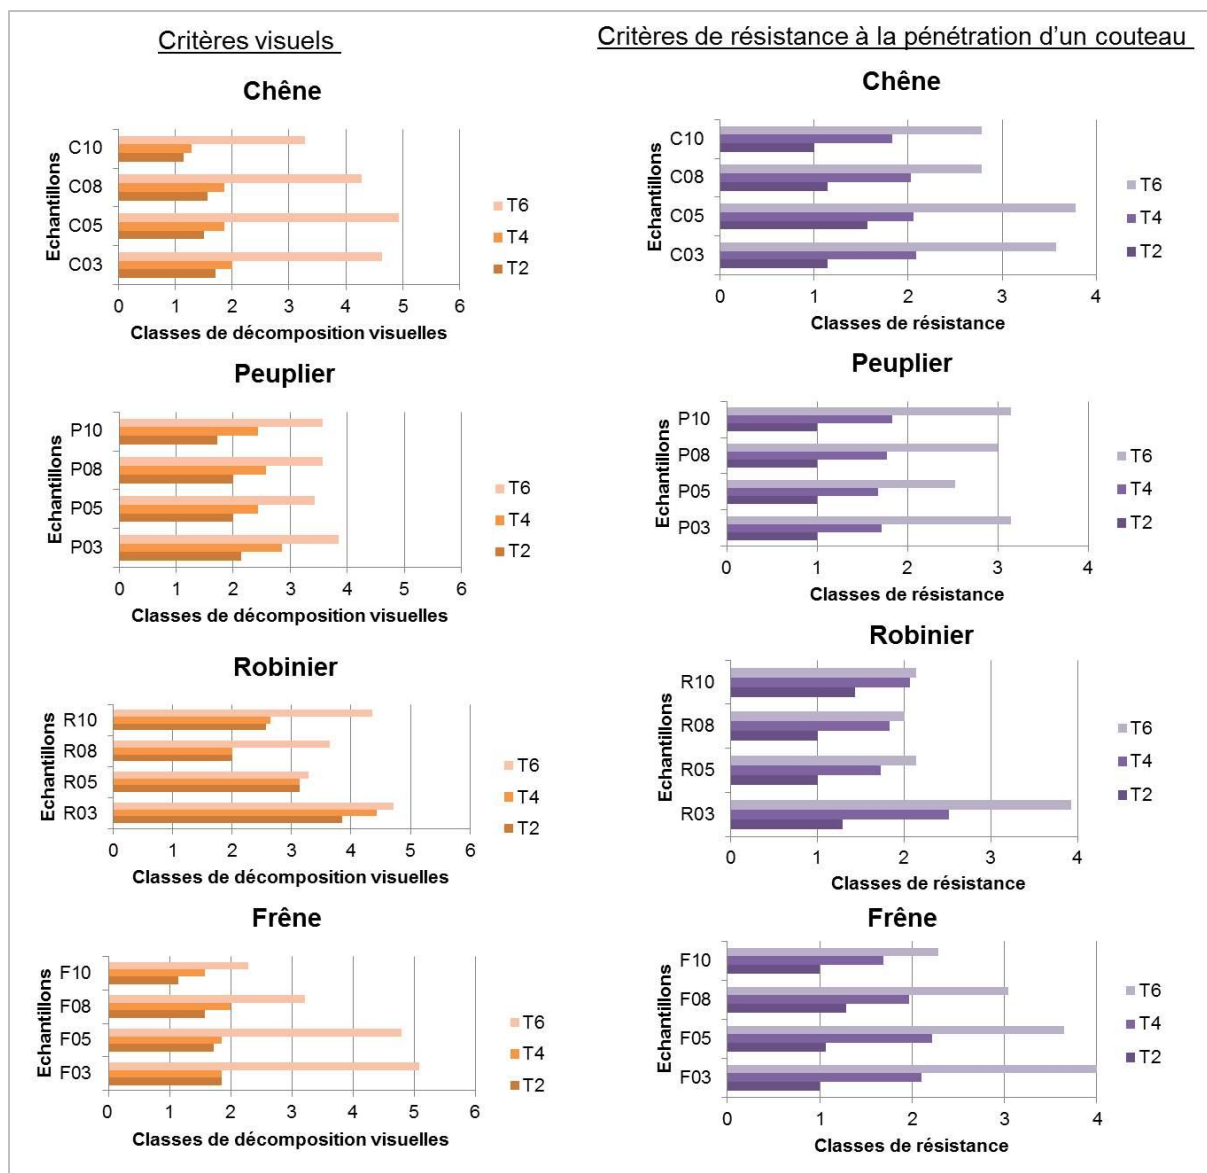 Critères visuels
Critères de résistance à la pénétration d’un couteau
Chêne
Echantillons
C10
C08
C05
C03
0 1 2 3 4 5 6
Classes de décomposition visuelles
T6
T4
T2
Chêne
Echantillons
C10
C08
C05
C03
0 1 2 3 4
Classes de résistance
T6
T4
T2
Peuplier
Echantillons
P10
P08
P05
P03
0 1 2 3 4 5 6
Classes de décomposition visuelles
T6
T4
T2
Peuplier
Echantillons
P10
P08
P05
P03
0 1 2 3 4
Classes de résistance
T6
T4
T2
Robinier
Echantillons
R10
R08
R05
R03
0 1 2 3 4 5 6
Classes de décomposition visuelles
T6
T4
T2
Robinier
Echantillons
R10
R08
R05
R03
0 1 2 3 4
Classes de résistance
T6
T4
T2
Frêne
Echantillons
F10
F08
F05
F03
0 1 2 3 4 5 6
Classes de décomposition visuelles
T6
T4
T2
Frêne
Echantillons
F10
F08
F05
F03
0 1 2 3 4
Classes de résistance
T6
T4
T2